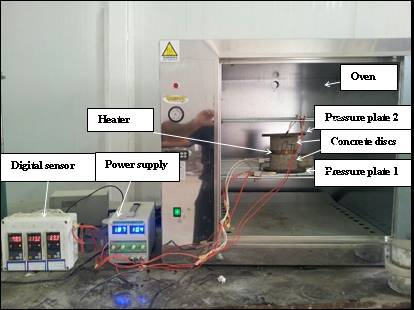 Oven
Pressure plate 2
Heater
Concrete discs
Digital sensor
Power supply
Pressure plate 1